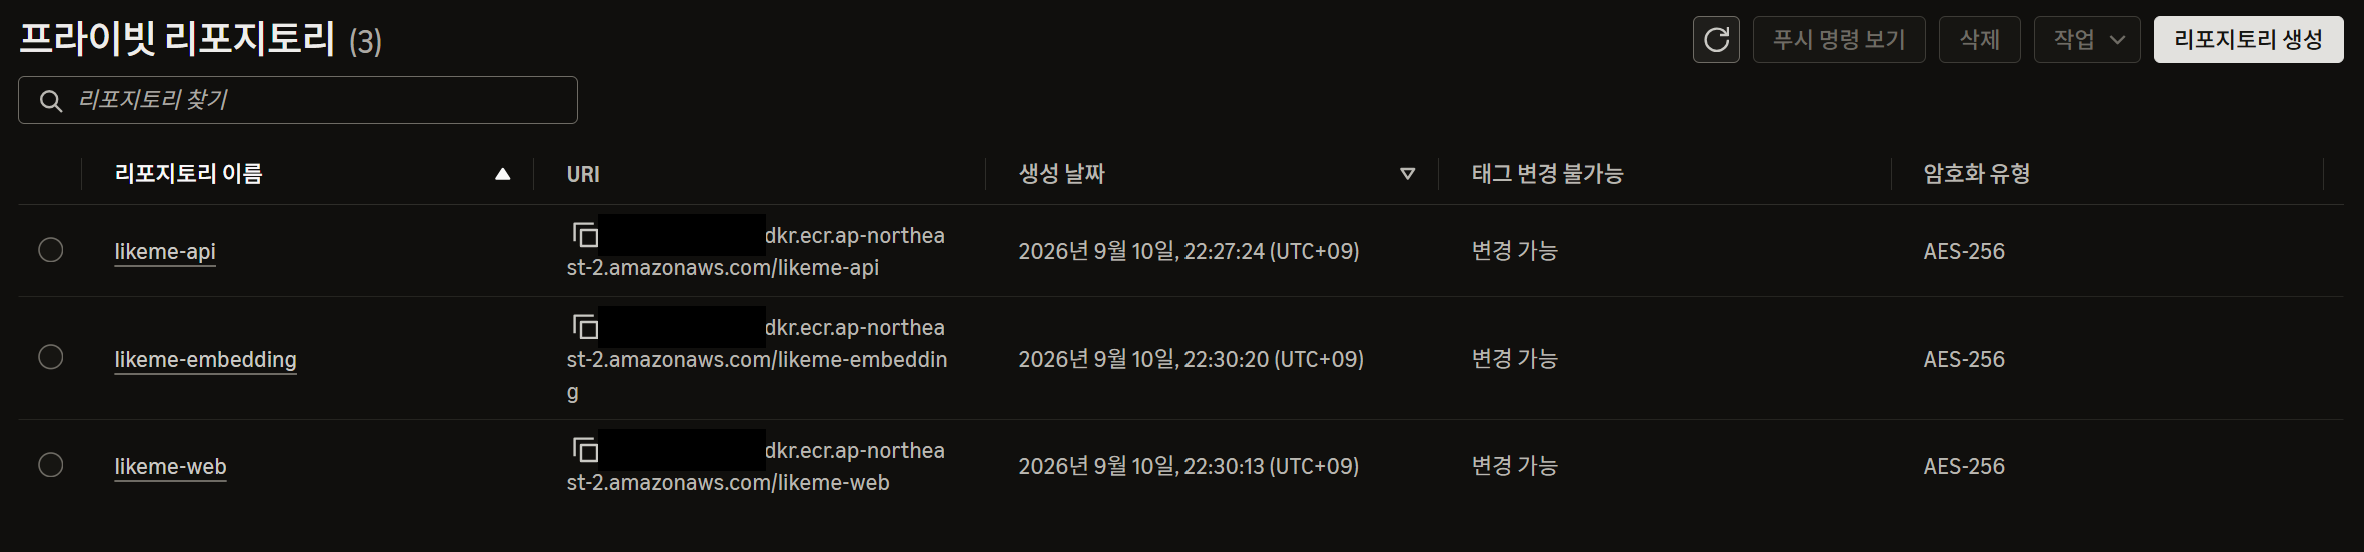 프라이빗 리포지토리 (3)
푸시 명령 보기
삭제
작업
리포지토리 생성
리포지토리 찾기
리포지토리 이름
URI
생성 날짜
태그 변경 불가능
암호화 유형
likeme-api
dkr.ecr.ap-northea
st-2.amazonaws.com/likeme-api
2026년 9월 10일, 22:27:24 (UTC+09)
변경 가능
AES-256
likeme-embedding
dkr.ecr.ap-northea
st-2.amazonaws.com/likeme-embeddin
g
2026년 9월 10일, 22:30:20 (UTC+09)
변경 가능
AES-256
likeme-web
dkr.ecr.ap-northea
st-2.amazonaws.com/likeme-web
2026년 9월 10일, 22:30:13 (UTC+09)
변경 가능
AES-256